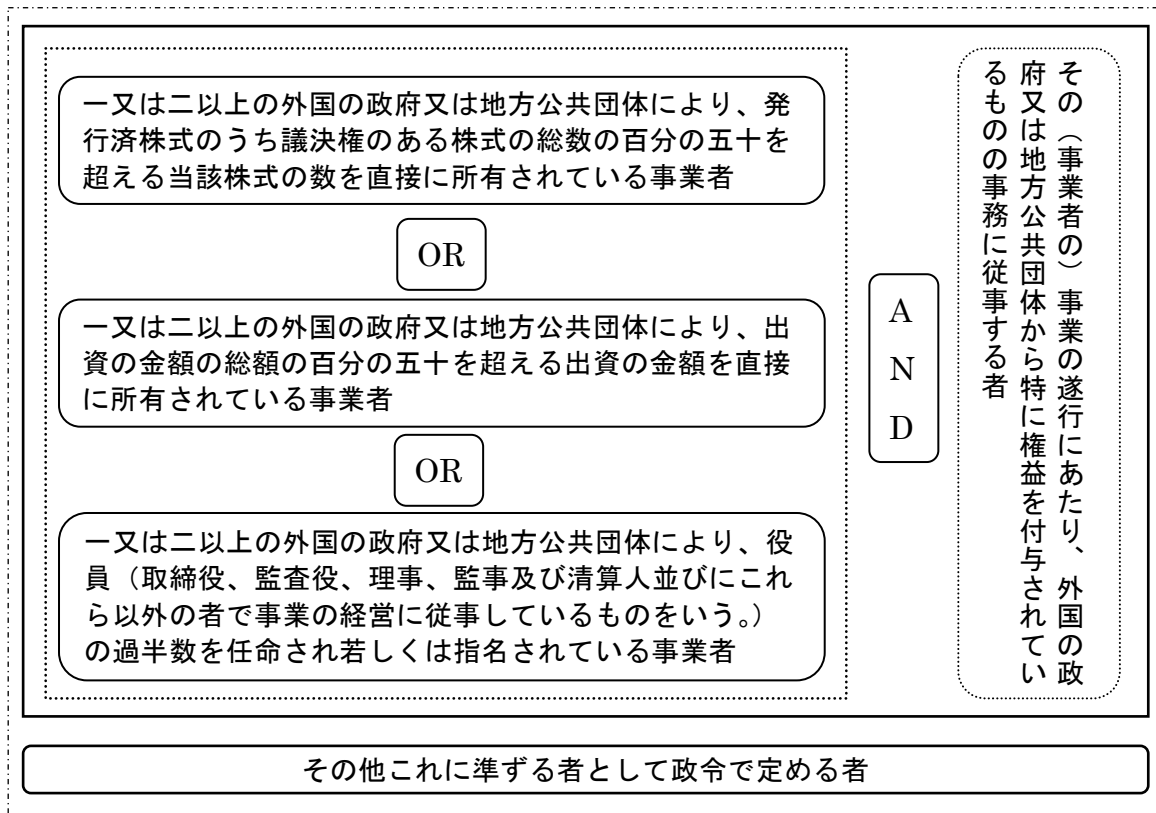 一又は二以上の外国の政府又は地方公共団体により、発
行済株式のうち議決権のある株式の総数の百分の五十を
超える当該株式の数を直接に所有されている事業者
OR
一又は二以上の外国の政府又は地方公共団体により、出
資の金額の総額の百分の五十を超える出資の金額を直接
に所有されている事業者
OR
一又は二以上の外国の政府又は地方公共団体により、役
員（取締役、監査役、理事、監事及び清算人並びにこれ
ら以外の者で事業の経営に従事しているものをいう。）
の過半数を任命され若しくは指名されている事業者
A
N
D
その（事業者の）事業の遂行にあたり、外国の政
府又は地方公共団体から特に権益を付与されてい
るものの事務に従事する者
その他これに準ずる者として政令で定める者